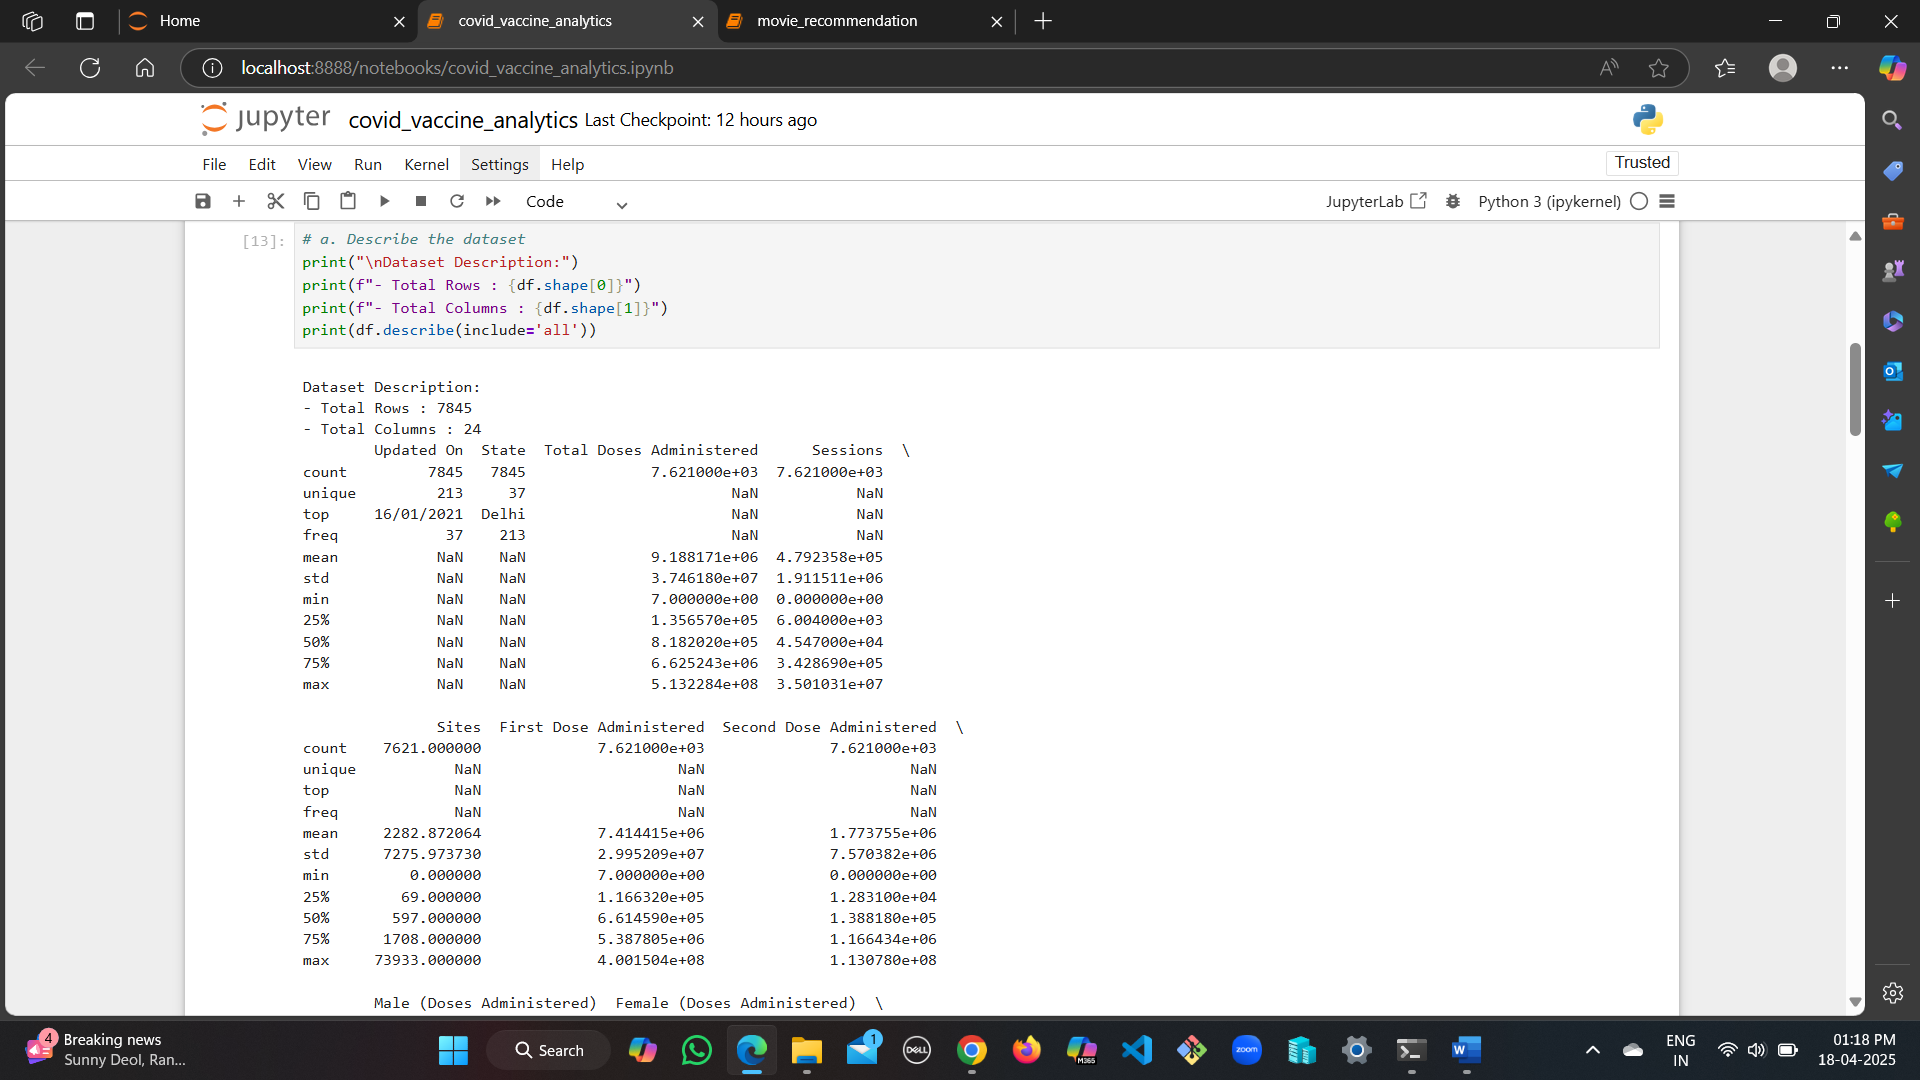 Home
covid_vaccine_analytics
movie_recommendation
localhost:8888/notebooks/covid_vaccine_analytics.ipynb
jupyter covid_vaccine_analytics Last Checkpoint: 12 hours ago
File Edit View Run Kernel Settings Help
Trusted
Code
JupyterLab
Python 3 (ipykernel)
[13]: # a. Describe the dataset
print("\nDataset Description:")
print(f"- Total Rows : {df.shape[0]}")
print(f"- Total Columns : {df.shape[1]}")
print(df.describe(include='all'))
Dataset Description:
- Total Rows : 7845
- Total Columns : 24
Updated On State Total Doses Administered Sessions \
count 7845 7845 7.621000e+03 7.621000e+03
unique 213 37 NaN NaN
top 16/01/2021 Delhi NaN NaN
freq 37 213 NaN NaN
mean NaN NaN 9.188171e+06 4.792358e+05
std NaN NaN 3.746180e+07 1.911511e+06
min NaN NaN 7.000000e+00 0.000000e+00
25% NaN NaN 1.356570e+05 6.004000e+03
50% NaN NaN 8.182020e+05 4.547000e+04
75% NaN NaN 6.625243e+06 3.428690e+05
max NaN NaN 5.132284e+08 3.501031e+07
Sites First Dose Administered Second Dose Administered \
count 7621.000000 7.621000e+03 7.621000e+03
unique NaN NaN NaN
top NaN NaN NaN
freq NaN NaN NaN
mean 2282.872064 7.414415e+06 1.773755e+06
std 7275.973730 2.995209e+07 7.570382e+06
min 0.000000 7.000000e+00 0.000000e+00
25% 69.000000 1.166320e+05 1.283100e+04
50% 597.000000 6.614590e+05 1.388180e+05
75% 1708.000000 5.387805e+06 1.166434e+06
max 73933.000000 4.001504e+08 1.130780e+08
Male (Doses Administered) Female (Doses Administered) \
4
Breaking news
Sunny Deol, Ran...
Search
1
DELL
M365
zoom
W
ENG
IN
01:18 PM
18-04-2025